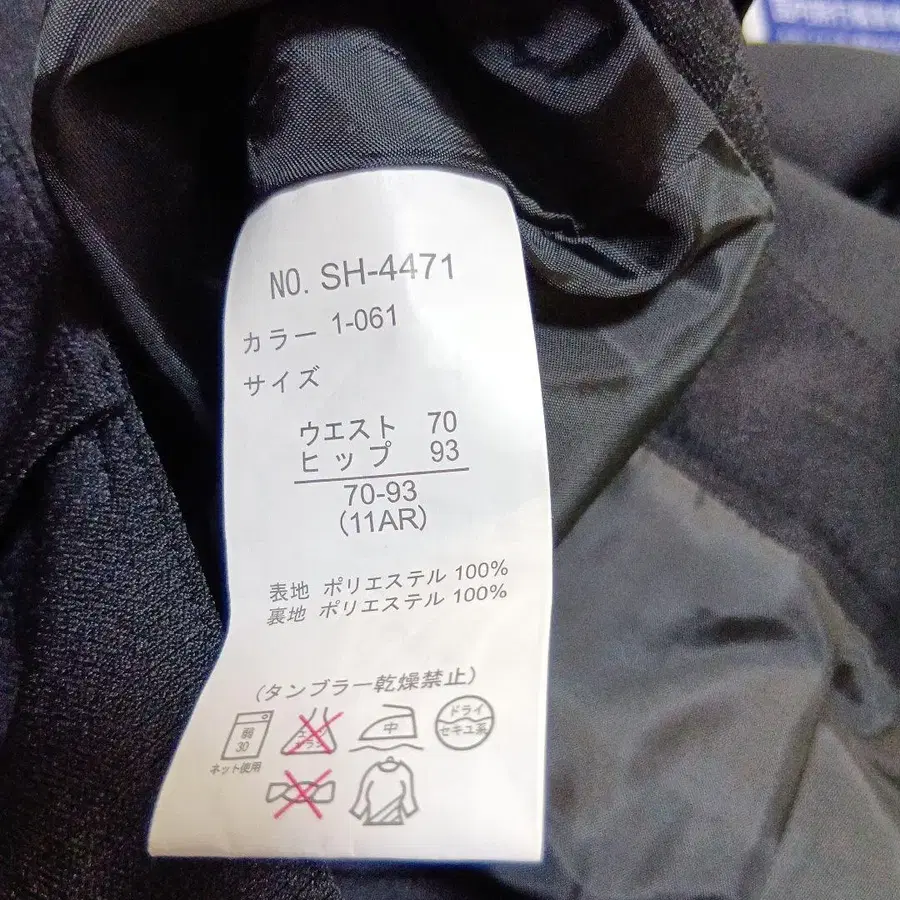 NO. SH-4471
カラー 1-061
サイズ
ウエスト 70
ヒップ 93
70-93
(11AR)
表地 ポリエステル 100%
裏地 ポリエステル 100%
(タンブラー乾燥禁止)
弱
30
中
ドライ
セキユ系
ネット使用